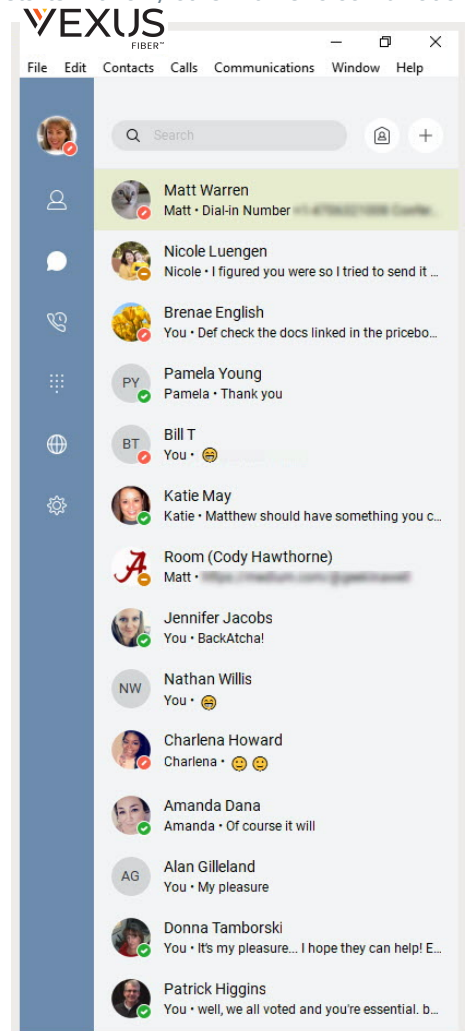 VEXUS
FIBER™
File Edit Contacts Calls Communications Window Help
Search
Matt Warren
Matt • Dial-in Number
Nicole Luengen
Nicole • I figured you were so I tried to send it ...
Brenae English
You • Def check the docs linked in the pricebo...
PY
Pamela Young
Pamela • Thank you
BT
Bill T
You •
Katie May
Katie • Matthew should have something you c...
A
Room (Cody Hawthorne)
Matt •
Jennifer Jacobs
You • BackAtcha!
NW
Nathan Willis
You •
Charlena Howard
Charlena •
Amanda Dana
Amanda • Of course it will
AG
Alan Gilleland
You • My pleasure
Donna Tamborski
You • It's my pleasure... I hope they can help! E...
Patrick Higgins
You • well, we all voted and you're essential. b...